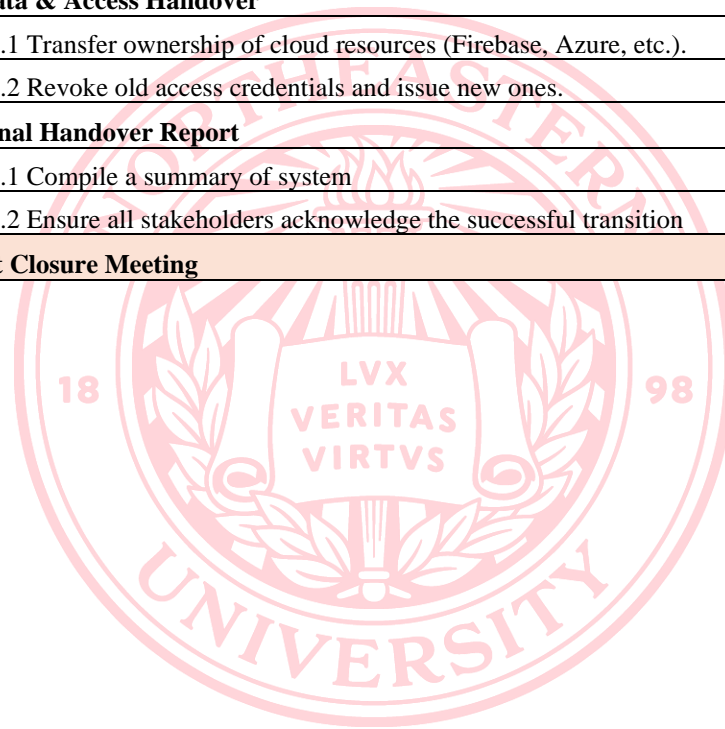 ata & Access Handover
.1 Transfer ownership of cloud resources (Firebase, Azure, etc.).
.2 Revoke old access credentials and issue new ones.
nal Handover Report
.1 Compile a summary of system
.2 Ensure all stakeholders acknowledge the successful transition
t Closure Meeting
NORTHEASTERN
18
LVX
VERITAS
VIRTVS
98
UNIVERSITY